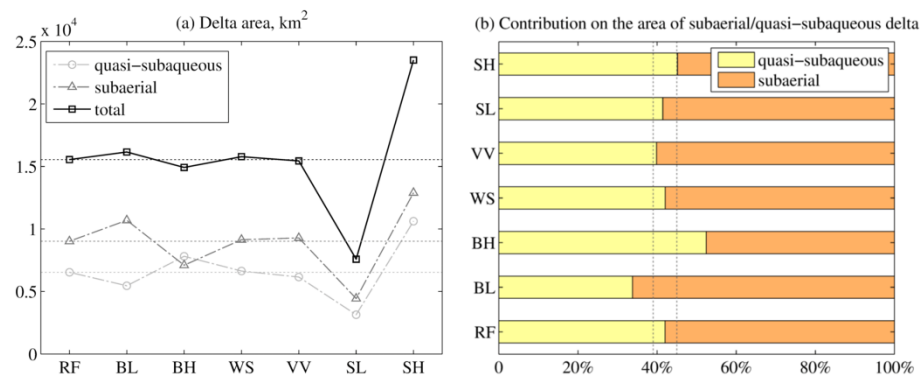 (a) Delta area, km²
x 10⁴
2.5
2
1.5
1
0.5
0
quasi−subaqueous
subaerial
total
RF BL BH WS VV SL SH
(b) Contribution on the area of subaerial/quasi−subaqueous delta
quasi−subaqueous
subaerial
SH
SL
VV
WS
BH
BL
RF
0 20% 40% 60% 80% 100%